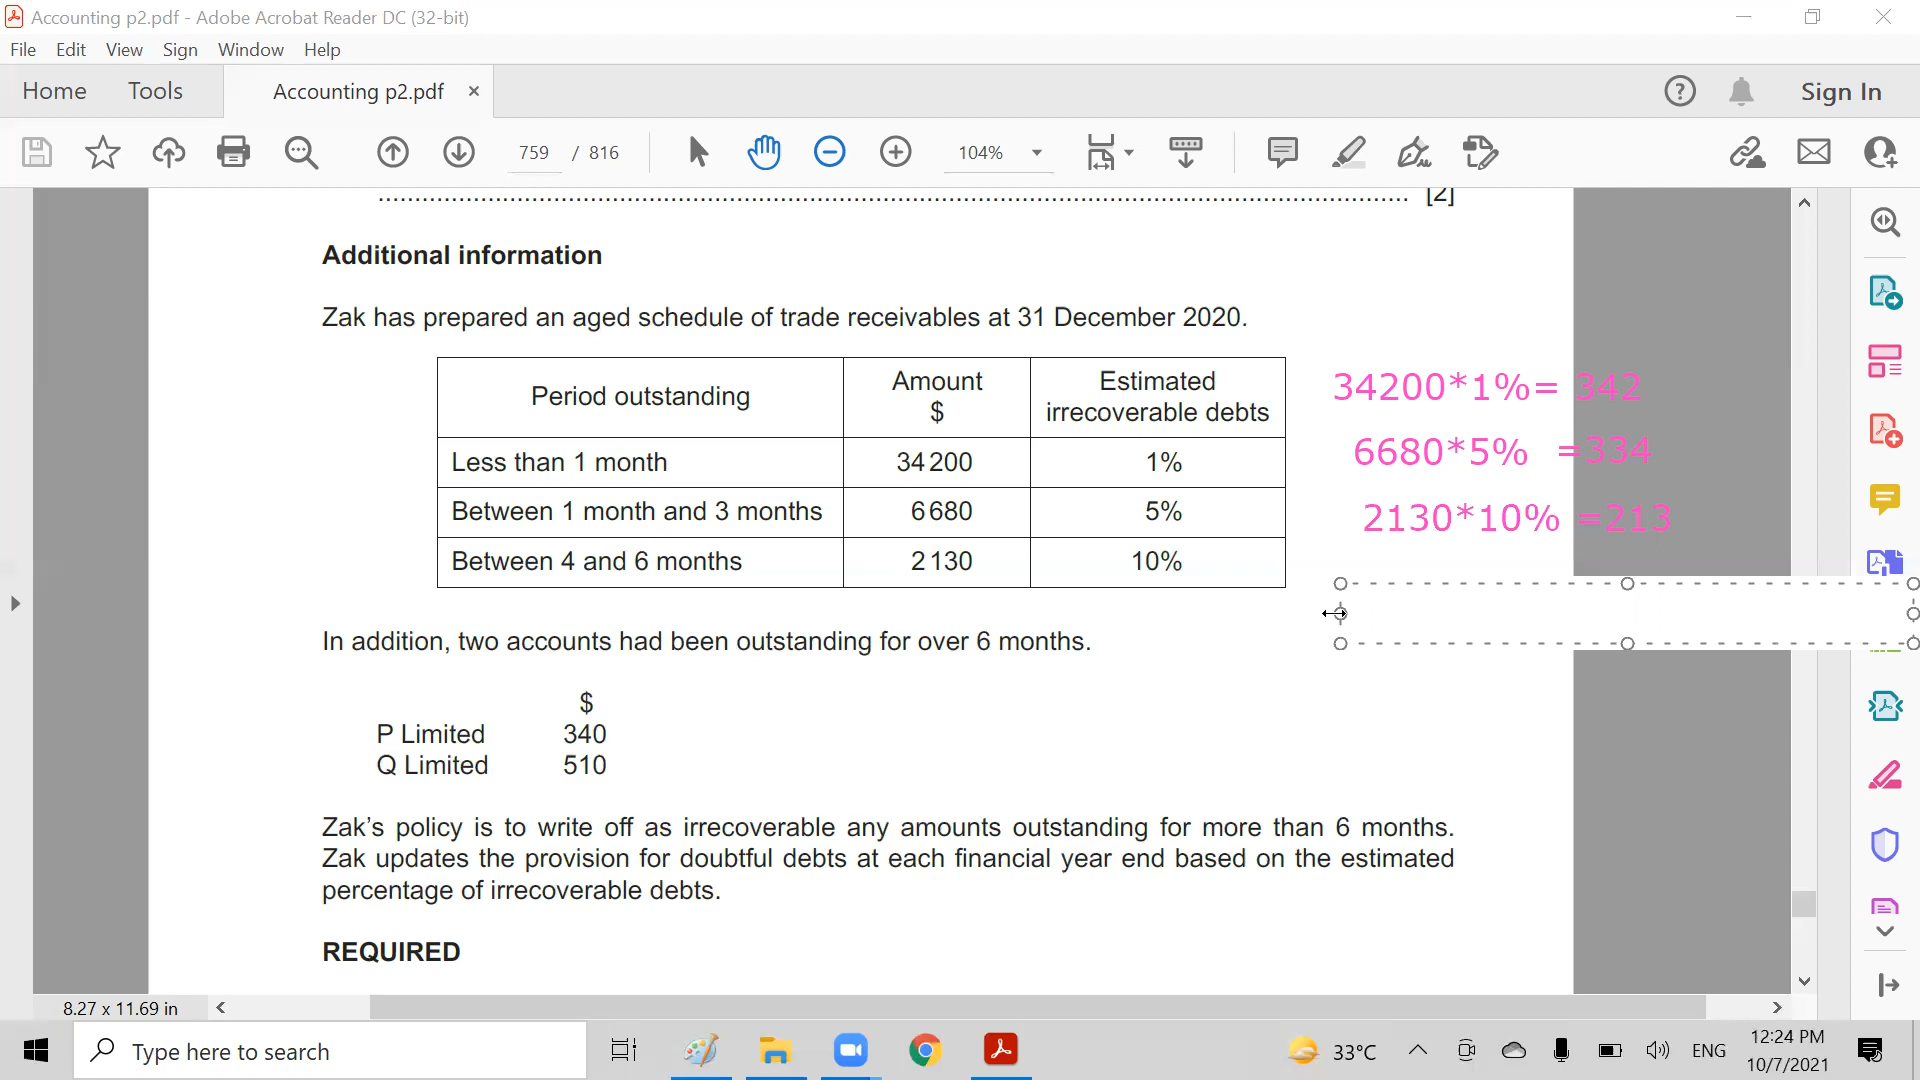 Accounting p2.pdf - Adobe Acrobat Reader DC (32-bit)
File Edit View Sign Window Help
Home Tools Accounting p2.pdf × Sign In
759 / 816 104%
[2]
Additional information
Zak has prepared an aged schedule of trade receivables at 31 December 2020.
Period outstanding Amount $ Estimated irrecoverable debts
34200*1%= 342
Less than 1 month 34 200 1%
6680*5% =334
Between 1 month and 3 months 6 680 5%
2130*10% =213
Between 4 and 6 months 2 130 10%
In addition, two accounts had been outstanding for over 6 months.
$
P Limited 340
Q Limited 510
Zak's policy is to write off as irrecoverable any amounts outstanding for more than 6 months.
Zak updates the provision for doubtful debts at each financial year end based on the estimated
percentage of irrecoverable debts.
REQUIRED
8.27 x 11.69 in
Type here to search
33°C ENG 12:24 PM
10/7/2021